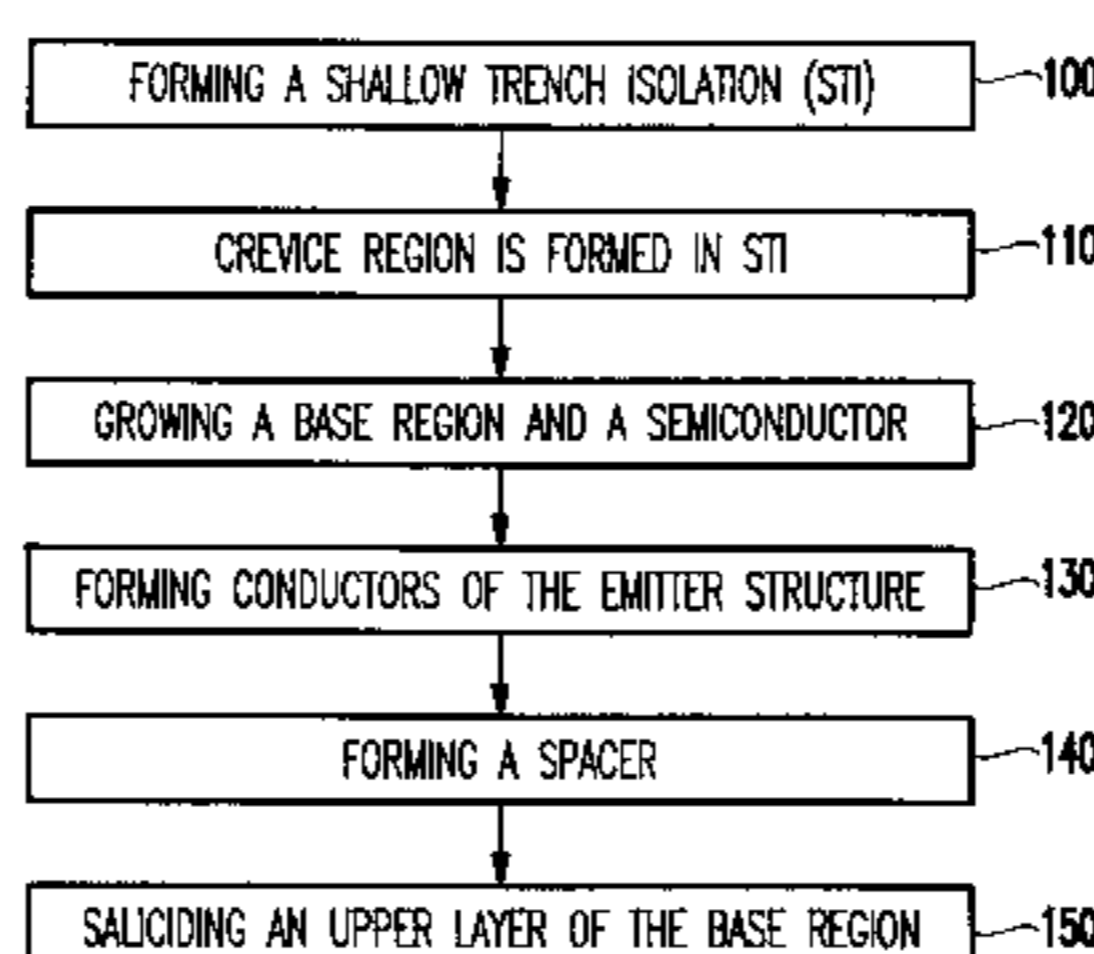 FORMING A SHALLOW TRENCH ISOLATION (STI) 100
CREVICE REGION IS FORMED IN STI 110
GROWING A BASE REGION AND A SEMICONDUCTOR 120
FORMING CONDUCTORS OF THE EMITTER STRUCTURE 130
FORMING A SPACER 140
SALICIDING AN UPPER LAYER OF THE BASE REGION 150